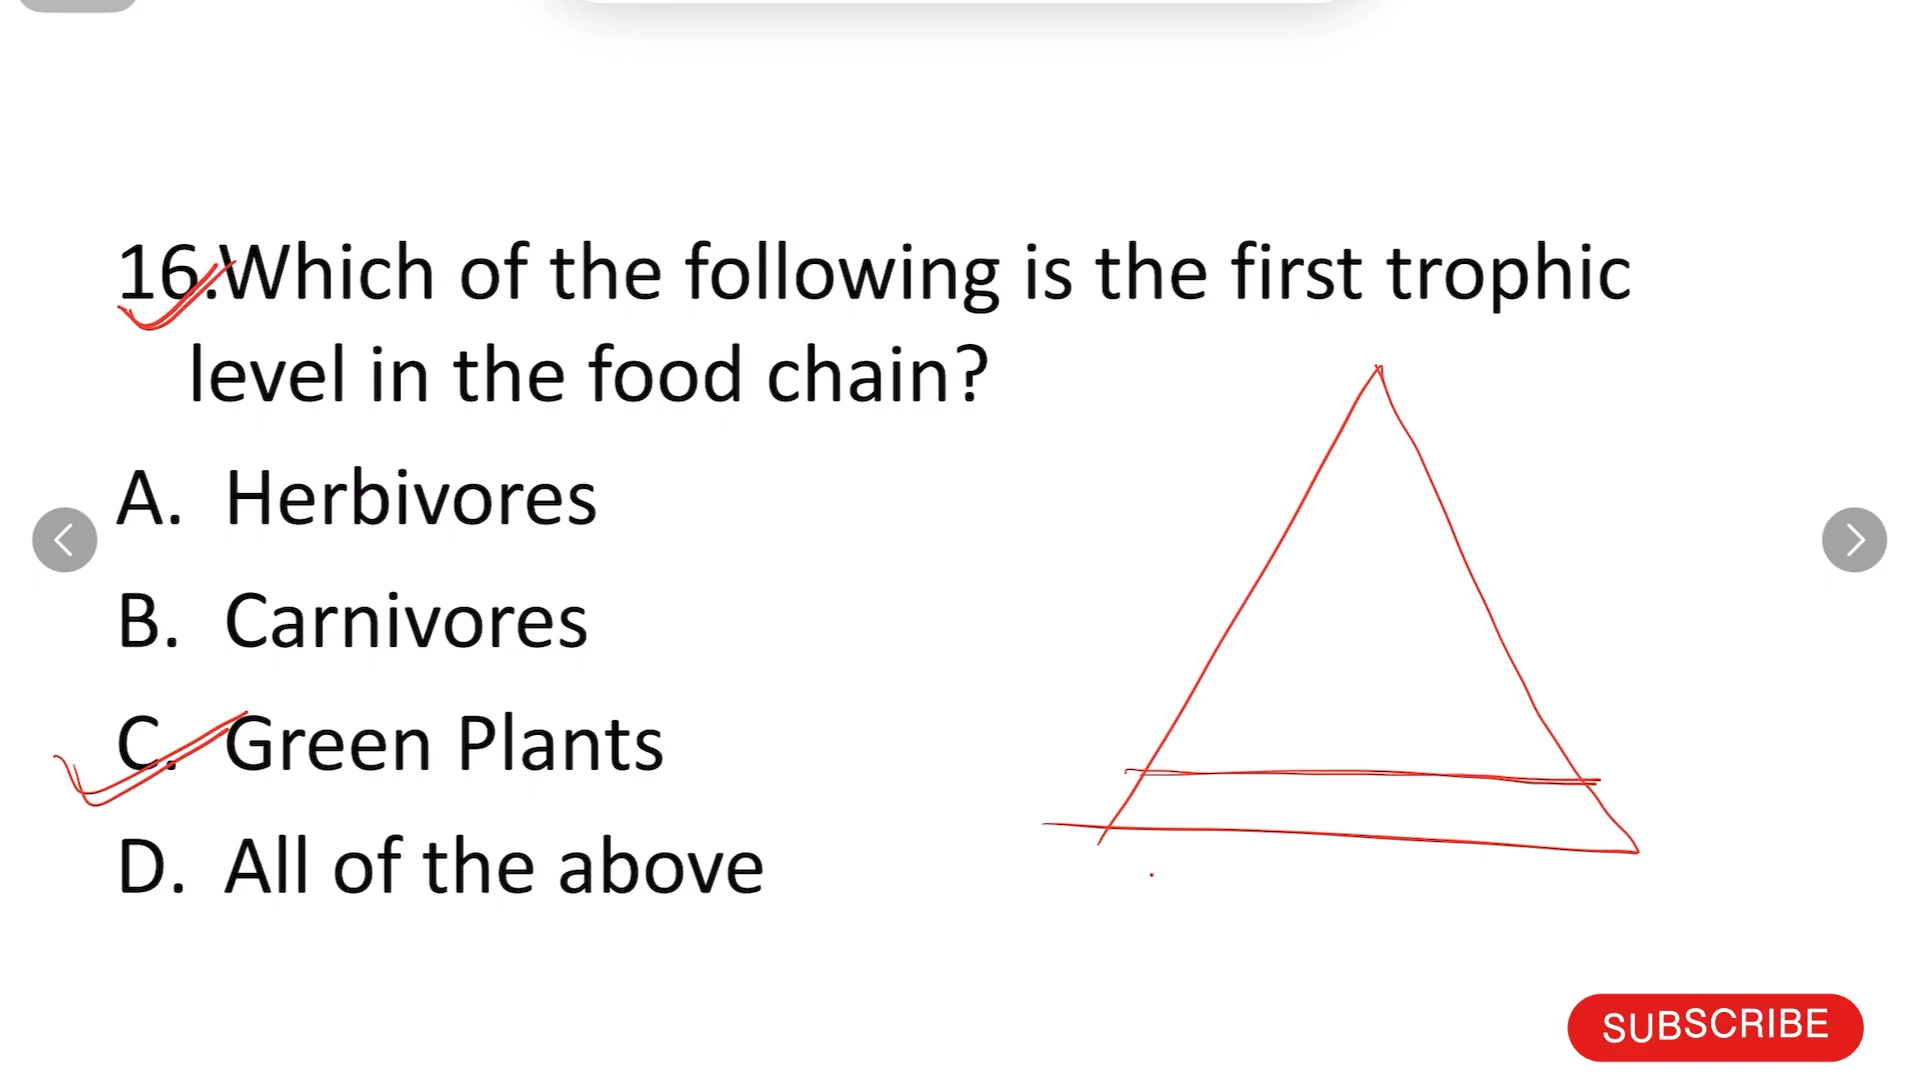 16.Which of the following is the first trophic
level in the food chain?
A. Herbivores
B. Carnivores
C. Green Plants
D. All of the above
SUBSCRIBE